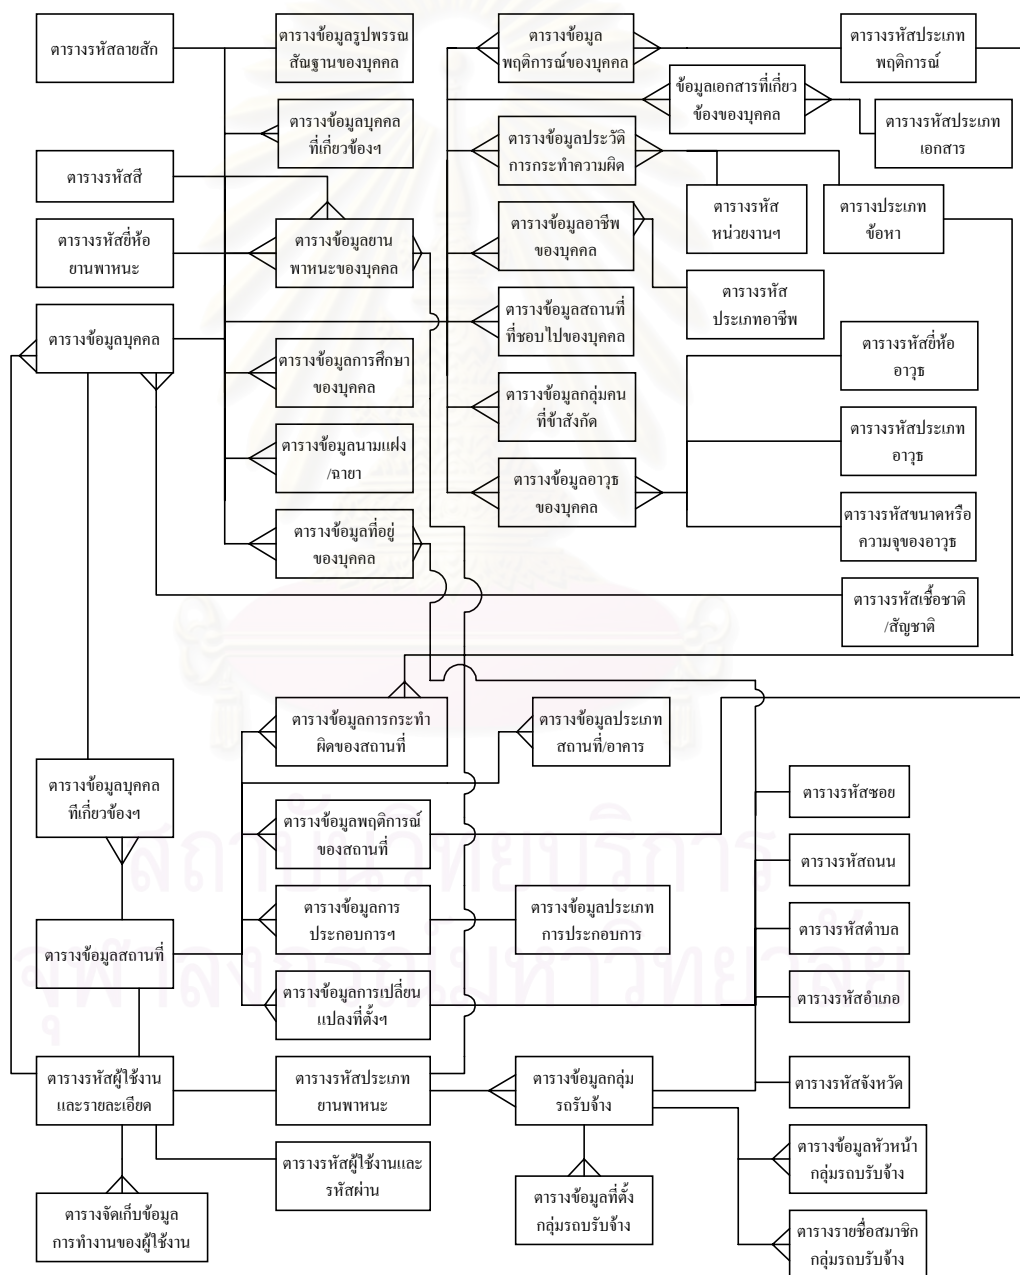 ตารางรหัสลายสัก
ตารางข้อมูลรูปพรรณ
สัณฐานของบุคคล
ตารางข้อมูล
พฤติการณ์ของบุคคล
ตารางรหัสประเภท
พฤติการณ์
ข้อมูลเอกสารที่เกี่ยว
ข้องของบุคคล
ตารางข้อมูลบุคคล
ที่เกี่ยวข้องฯ
ตารางข้อมูลประวัติ
การกระทำความผิด
ตารางรหัสประเภท
เอกสาร
ตารางรหัสสี
ตารางรหัส
หน่วยงานฯ
ตารางประเภท
ข้อหา
ตารางรหัสยี่ห้อ
ยานพาหนะ
ตารางข้อมูลยาน
พาหนะของบุคคล
ตารางข้อมูลอาชีพ
ของบุคคล
ตารางรหัส
ประเภทอาชีพ
ตารางข้อมูลบุคคล
ตารางข้อมูลสถานที่
ที่ชอบไปของบุคคล
ตารางรหัสยี่ห้อ
อาวุธ
ตารางข้อมูลการศึกษา
ของบุคคล
ตารางข้อมูลกลุ่มคน
ที่ข้าสังกัด
ตารางรหัสประเภท
อาวุธ
ตารางข้อมูลนามแฝง
/ฉายา
ตารางข้อมูลอาวุธ
ของบุคคล
ตารางรหัสขนาดหรือ
ความจุของอาวุธ
ตารางข้อมูลที่อยู่
ของบุคคล
ตารางรหัสเชื้อชาติ
/สัญชาติ
ตารางข้อมูลการกระทำ
ผิดของสถานที่
ตารางข้อมูลประเภท
สถานที่/อาคาร
ตารางข้อมูลบุคคล
ทีเกี่ยวข้องฯ
ตารางรหัสซอย
ตารางข้อมูลพฤติการณ์
ของสถานที่
ตารางรหัสถนน
สถาบันวิทยบริการ
ตารางข้อมูลการ
ประกอบการฯ
ตารางข้อมูลประเภท
การประกอบการ
ตารางรหัสตำบล
ตารางข้อมูลสถานที่
จุฬาลงกรณ์มหาวิทยาลัย
ตารางข้อมูลการเปลี่ยน
แปลงที่ตั้งฯ
ตารางรหัสอำเภอ
ตารางรหัสผู้ใช้งาน
และรายละเอียด
ตารางรหัสประเภท
ยานพาหนะ
ตารางข้อมูลกลุ่ม
รถรับจ้าง
ตารางรหัสจังหวัด
ตารางข้อมูลหัวหน้า
กลุ่มรถบรับจ้าง
ตารางรหัสผู้ใช้งานและ
รหัสผ่าน
ตารางข้อมูลที่ตั้ง
กลุ่มรถบรับจ้าง
ตารางจัดเก็บข้อมูล
การทำงานของผู้ใช้งาน
ตารางรายชื่อสมาชิก
กลุ่มรถบรับจ้าง